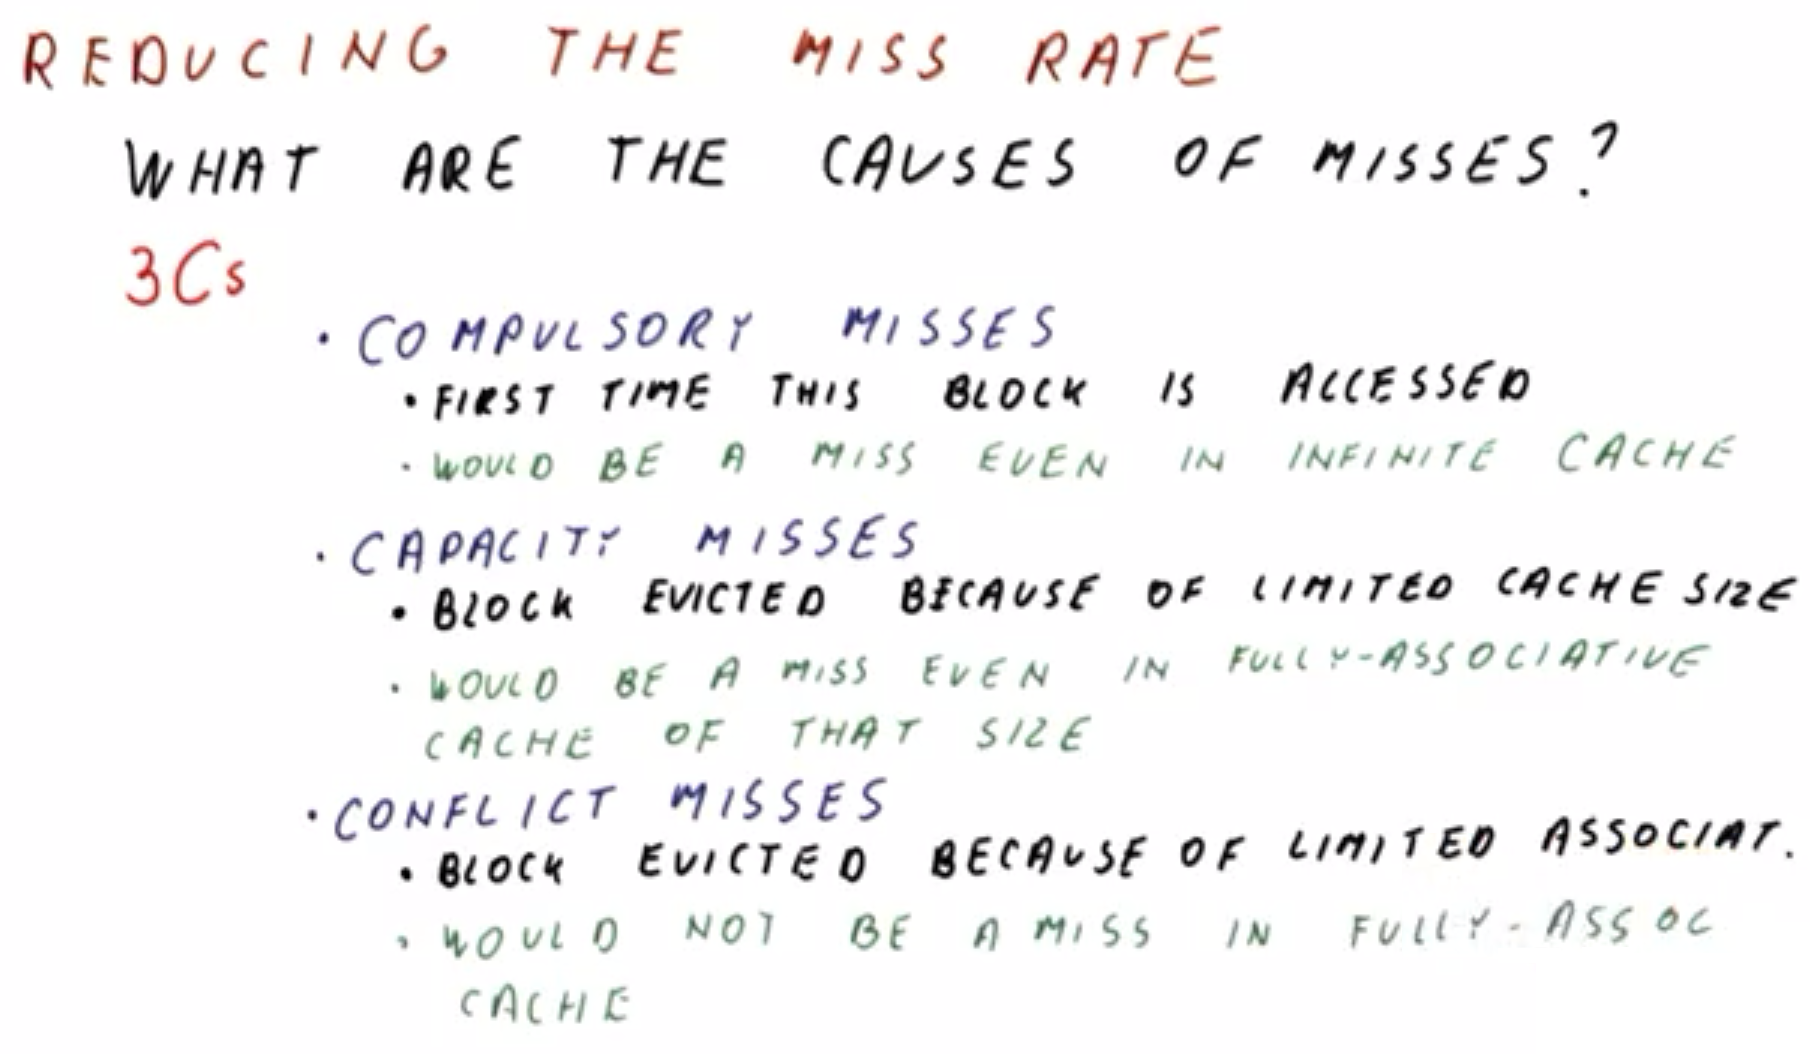 REDUCING THE MISS RATE
WHAT ARE THE CAUSES OF MISSES?
3Cs
• COMPULSORY MISSES
• FIRST TIME THIS BLOCK IS ACCESSED
• WOULD BE A MISS EVEN IN INFINITE CACHE
• CAPACITY MISSES
• BLOCK EVICTED BECAUSE OF LIMITED CACHE SIZE
• WOULD BE A MISS EVEN IN FULLY-ASSOCIATIVE
CACHE OF THAT SIZE
• CONFLICT MISSES
• BLOCK EVICTED BECAUSE OF LIMITED ASSOCIAT.
• WOULD NOT BE A MISS IN FULLY-ASSOC
CACHE